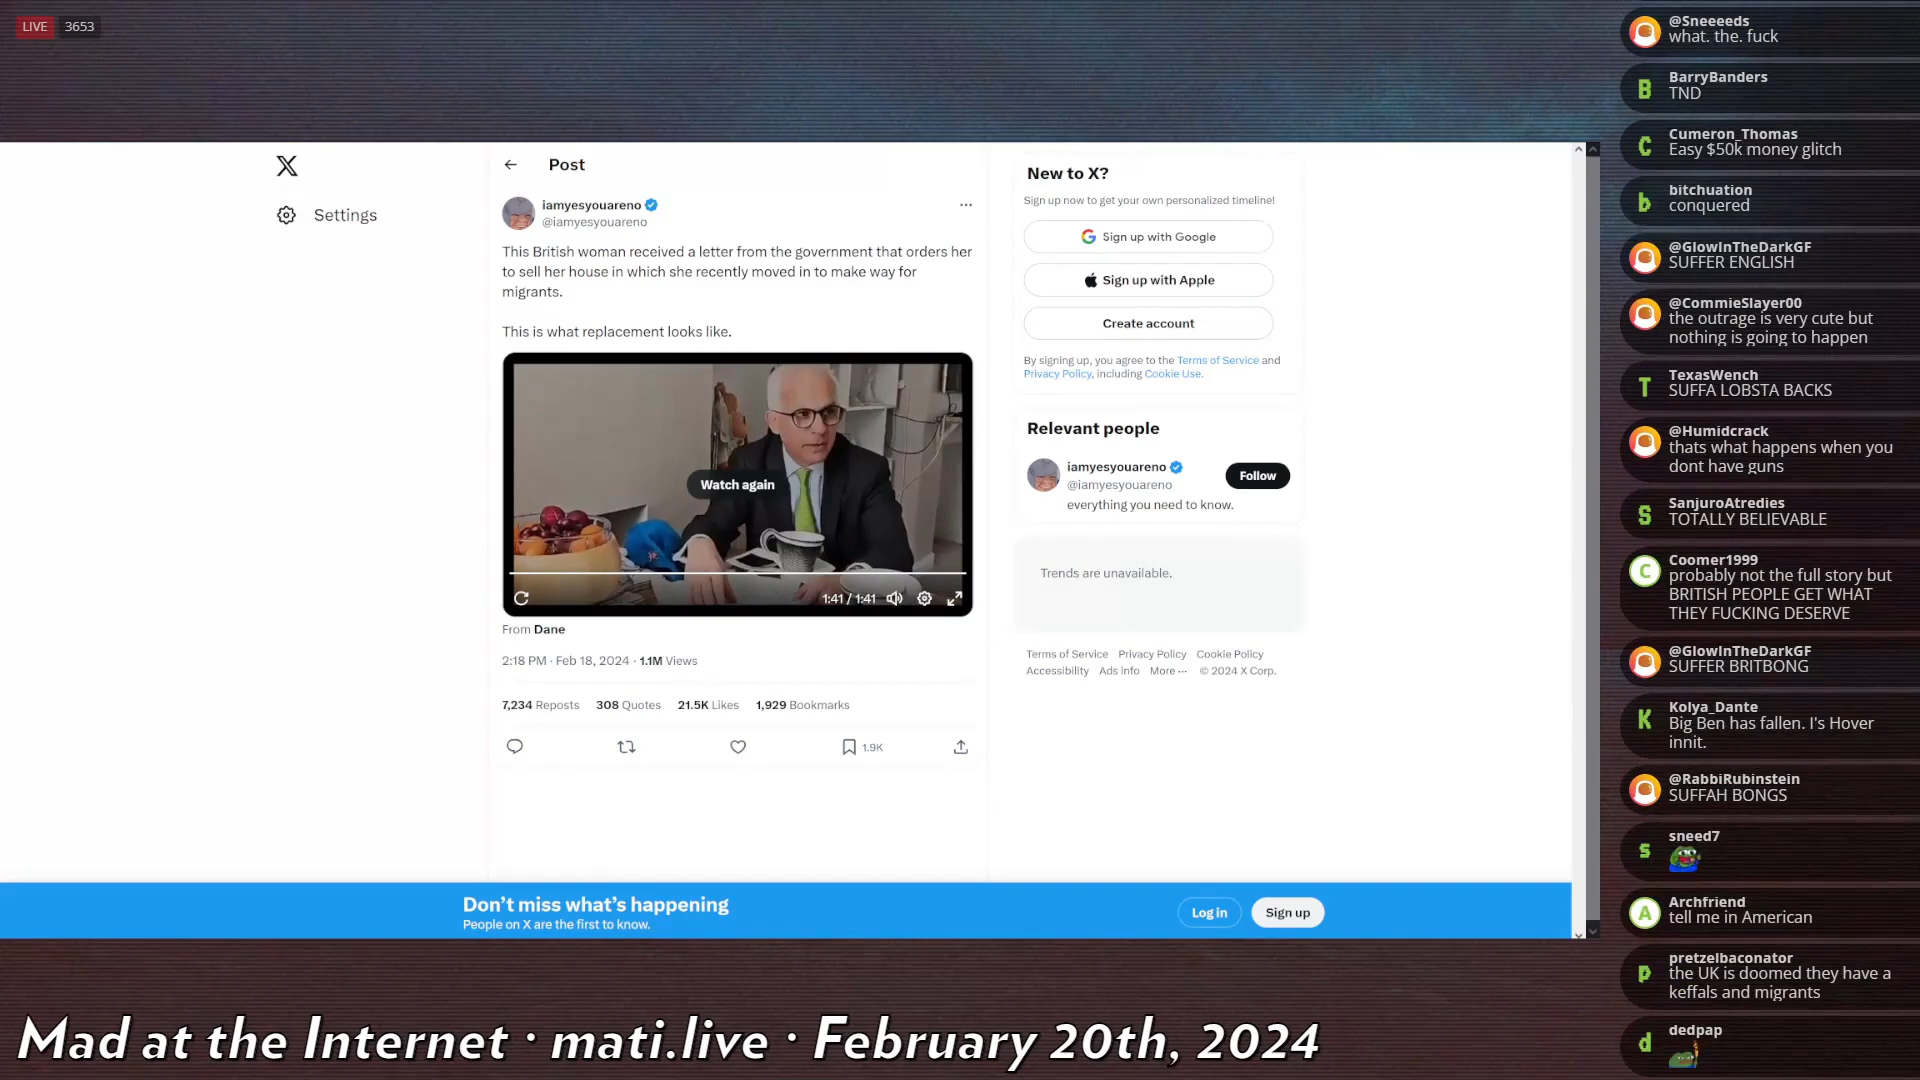 LIVE 3653
Post
Settings
iamyesyouareno
@iamyesyouareno
This British woman received a letter from the government that orders her
to sell her house in which she recently moved in to make way for
migrants.
This is what replacement looks like.
Watch again
1:41 / 1:41
From Dane
2:18 PM · Feb 18, 2024 · 1.1M Views
7,234 Reposts 308 Quotes 21.5K Likes 1,929 Bookmarks
1.9K
New to X?
Sign up now to get your own personalized timeline!
Sign up with Google
Sign up with Apple
Create account
By signing up, you agree to the Terms of Service and
Privacy Policy, including Cookie Use.
Relevant people
iamyesyouareno
@iamyesyouareno
Follow
everything you need to know.
Trends are unavailable.
Terms of Service Privacy Policy Cookie Policy
Accessibility Ads info More ··· © 2024 X Corp.
Don’t miss what’s happening
People on X are the first to know.
Log in
Sign up
@Sneeeeds
what. the. fuck
B
BarryBanders
TND
C
Cumeron_Thomas
Easy $50k money glitch
b
bitchuation
conquered
@GlowInTheDarkGF
SUFFER ENGLISH
@CommieSlayer00
the outrage is very cute but
nothing is going to happen
T
TexasWench
SUFFA LOBSTA BACKS
@Humidcrack
thats what happens when you
dont have guns
S
SanjuroAtredies
TOTALLY BELIEVABLE
C
Coomer1999
probably not the full story but
BRITISH PEOPLE GET WHAT
THEY FUCKING DESERVE
@GlowInTheDarkGF
SUFFER BRITBONG
K
Kolya_Dante
Big Ben has fallen. I's Hover
innit.
@RabbiRubinstein
SUFFAH BONGS
s
sneed7
A
Archfriend
tell me in American
p
pretzelbaconator
the UK is doomed they have a
keffals and migrants
d
dedpap
Mad at the Internet · mati.live · February 20th, 2024